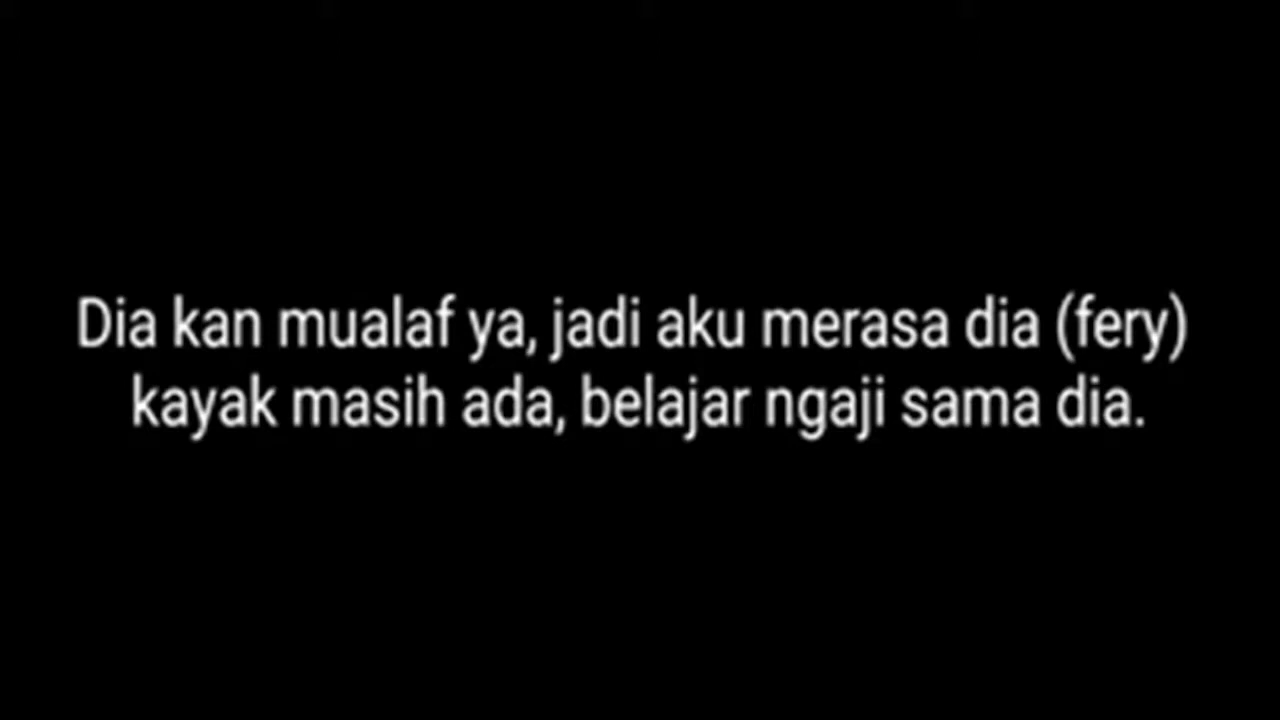 Dia kan mualaf ya, jadi aku merasa dia (fery)
kayak masih ada, belajar ngaji sama dia.